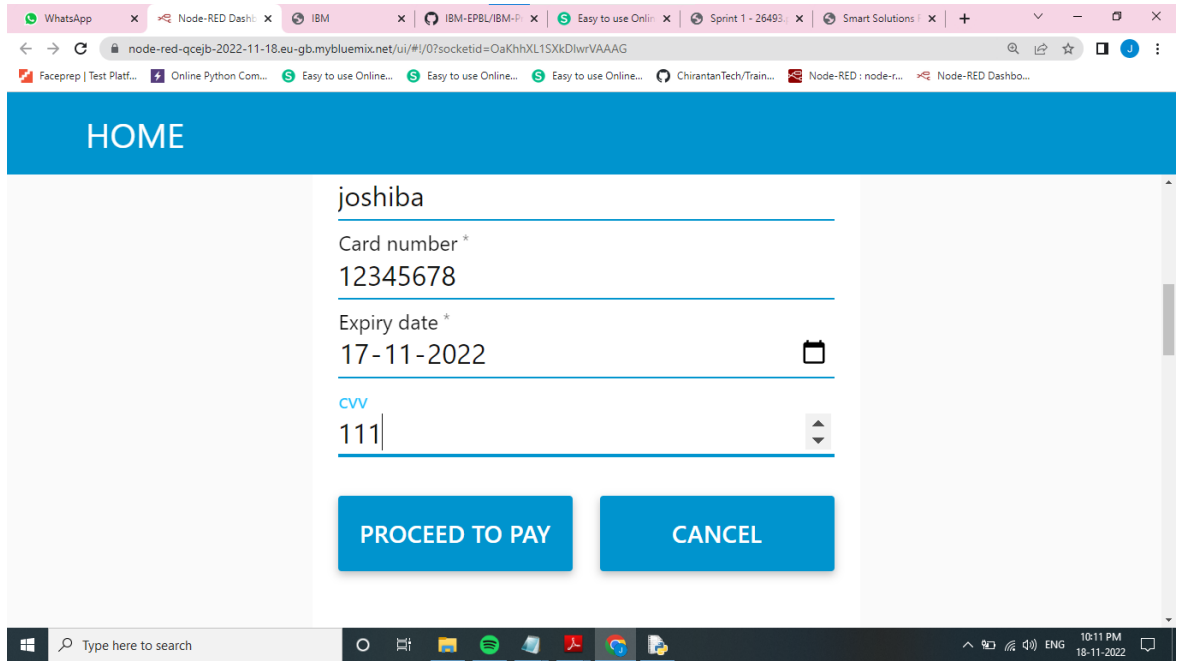 WhatsApp
Node-RED Dashb
IBM
IBM-EPBL/IBM-P
Easy to use Onlin
Sprint 1 - 26493.
Smart Solutions f
node-red-qcejb-2022-11-18.eu-gb.mybluemix.net/ui/#!/0?socketid=OaKhhXL1SXkDIwrVAAAG
J
Faceprep | Test Platf...
Online Python Com...
Easy to use Online...
Easy to use Online...
Easy to use Online...
ChirantanTech/Train...
Node-RED : node-r...
Node-RED Dashbo...
HOME
joshiba
Card number *
12345678
Expiry date *
17-11-2022
CVV
111
PROCEED TO PAY
CANCEL
Type here to search
ENG
10:11 PM
18-11-2022